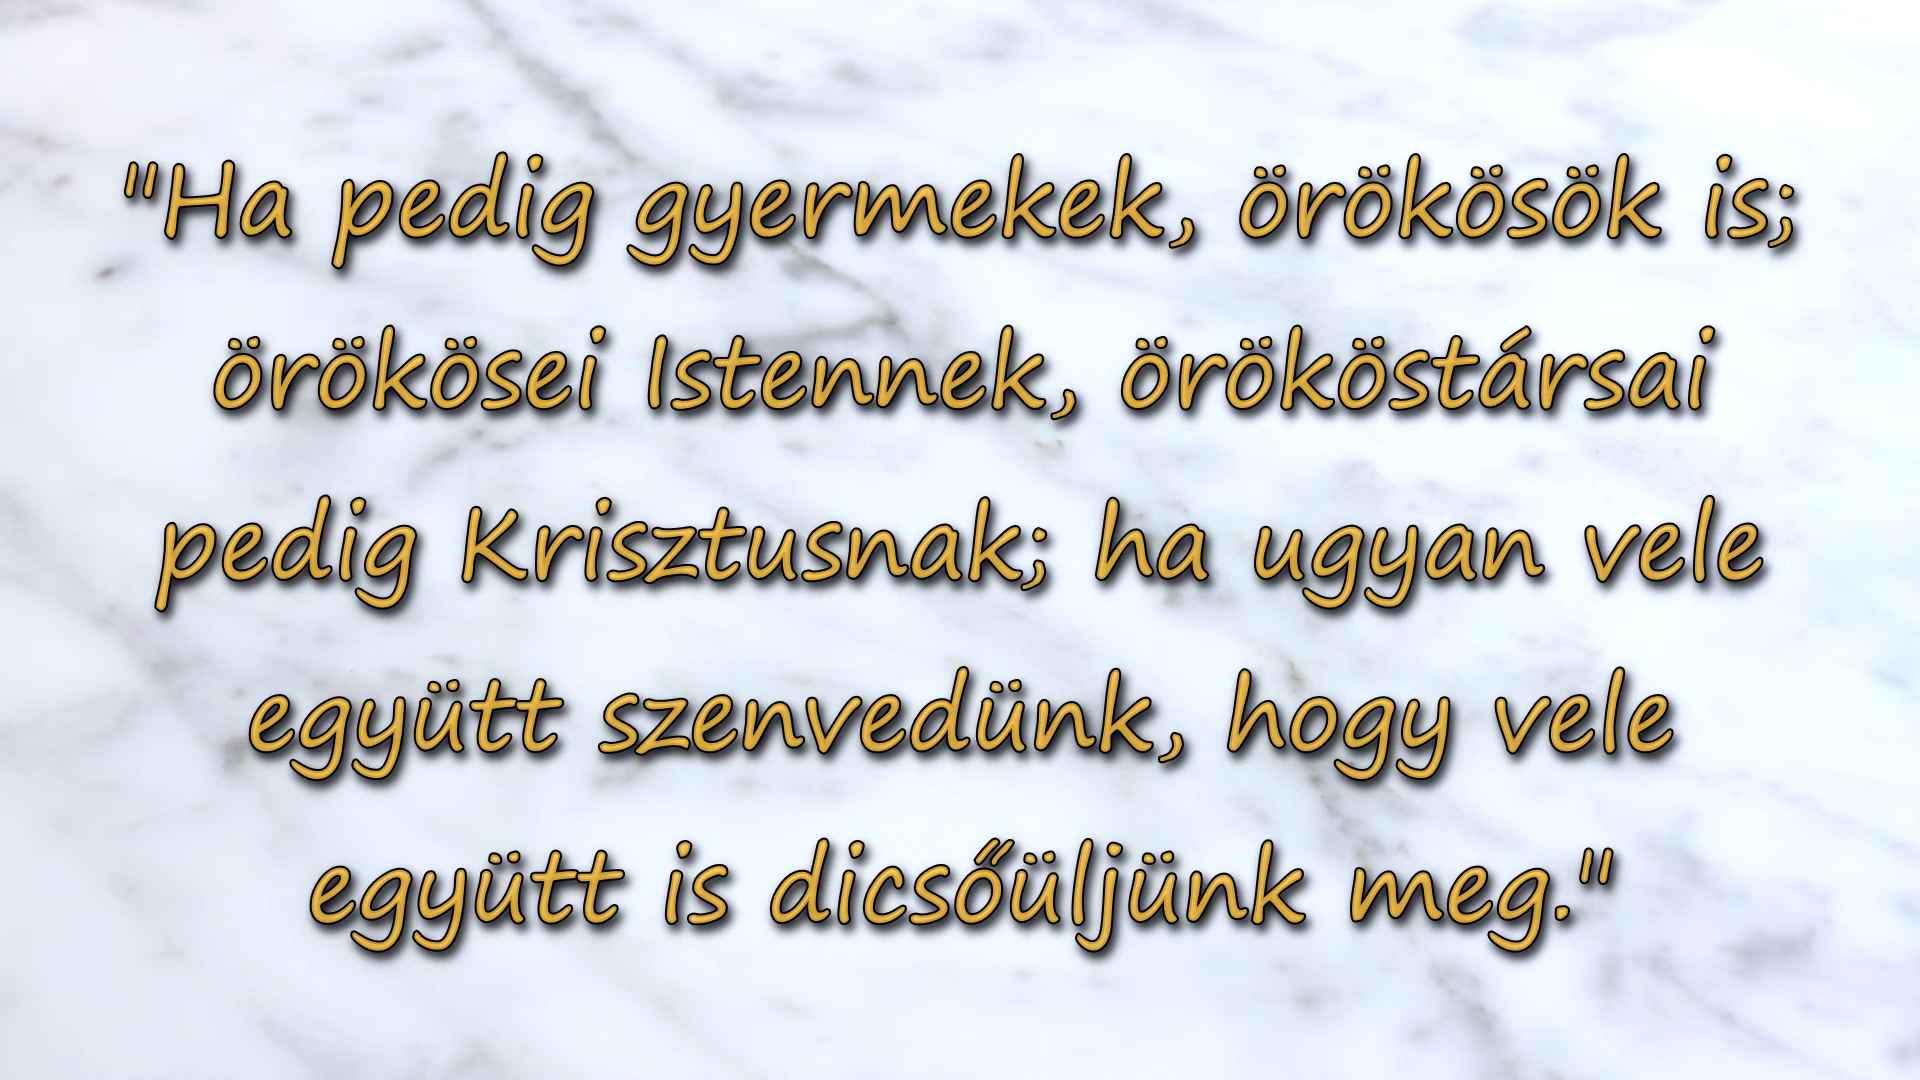 "Ha pedig gyermekek, örökösök is;
örökösei Istennek, örököstársai
pedig Krisztusnak; ha ugyan vele
együtt szenvedünk, hogy vele
együtt is dicsőüljünk meg."